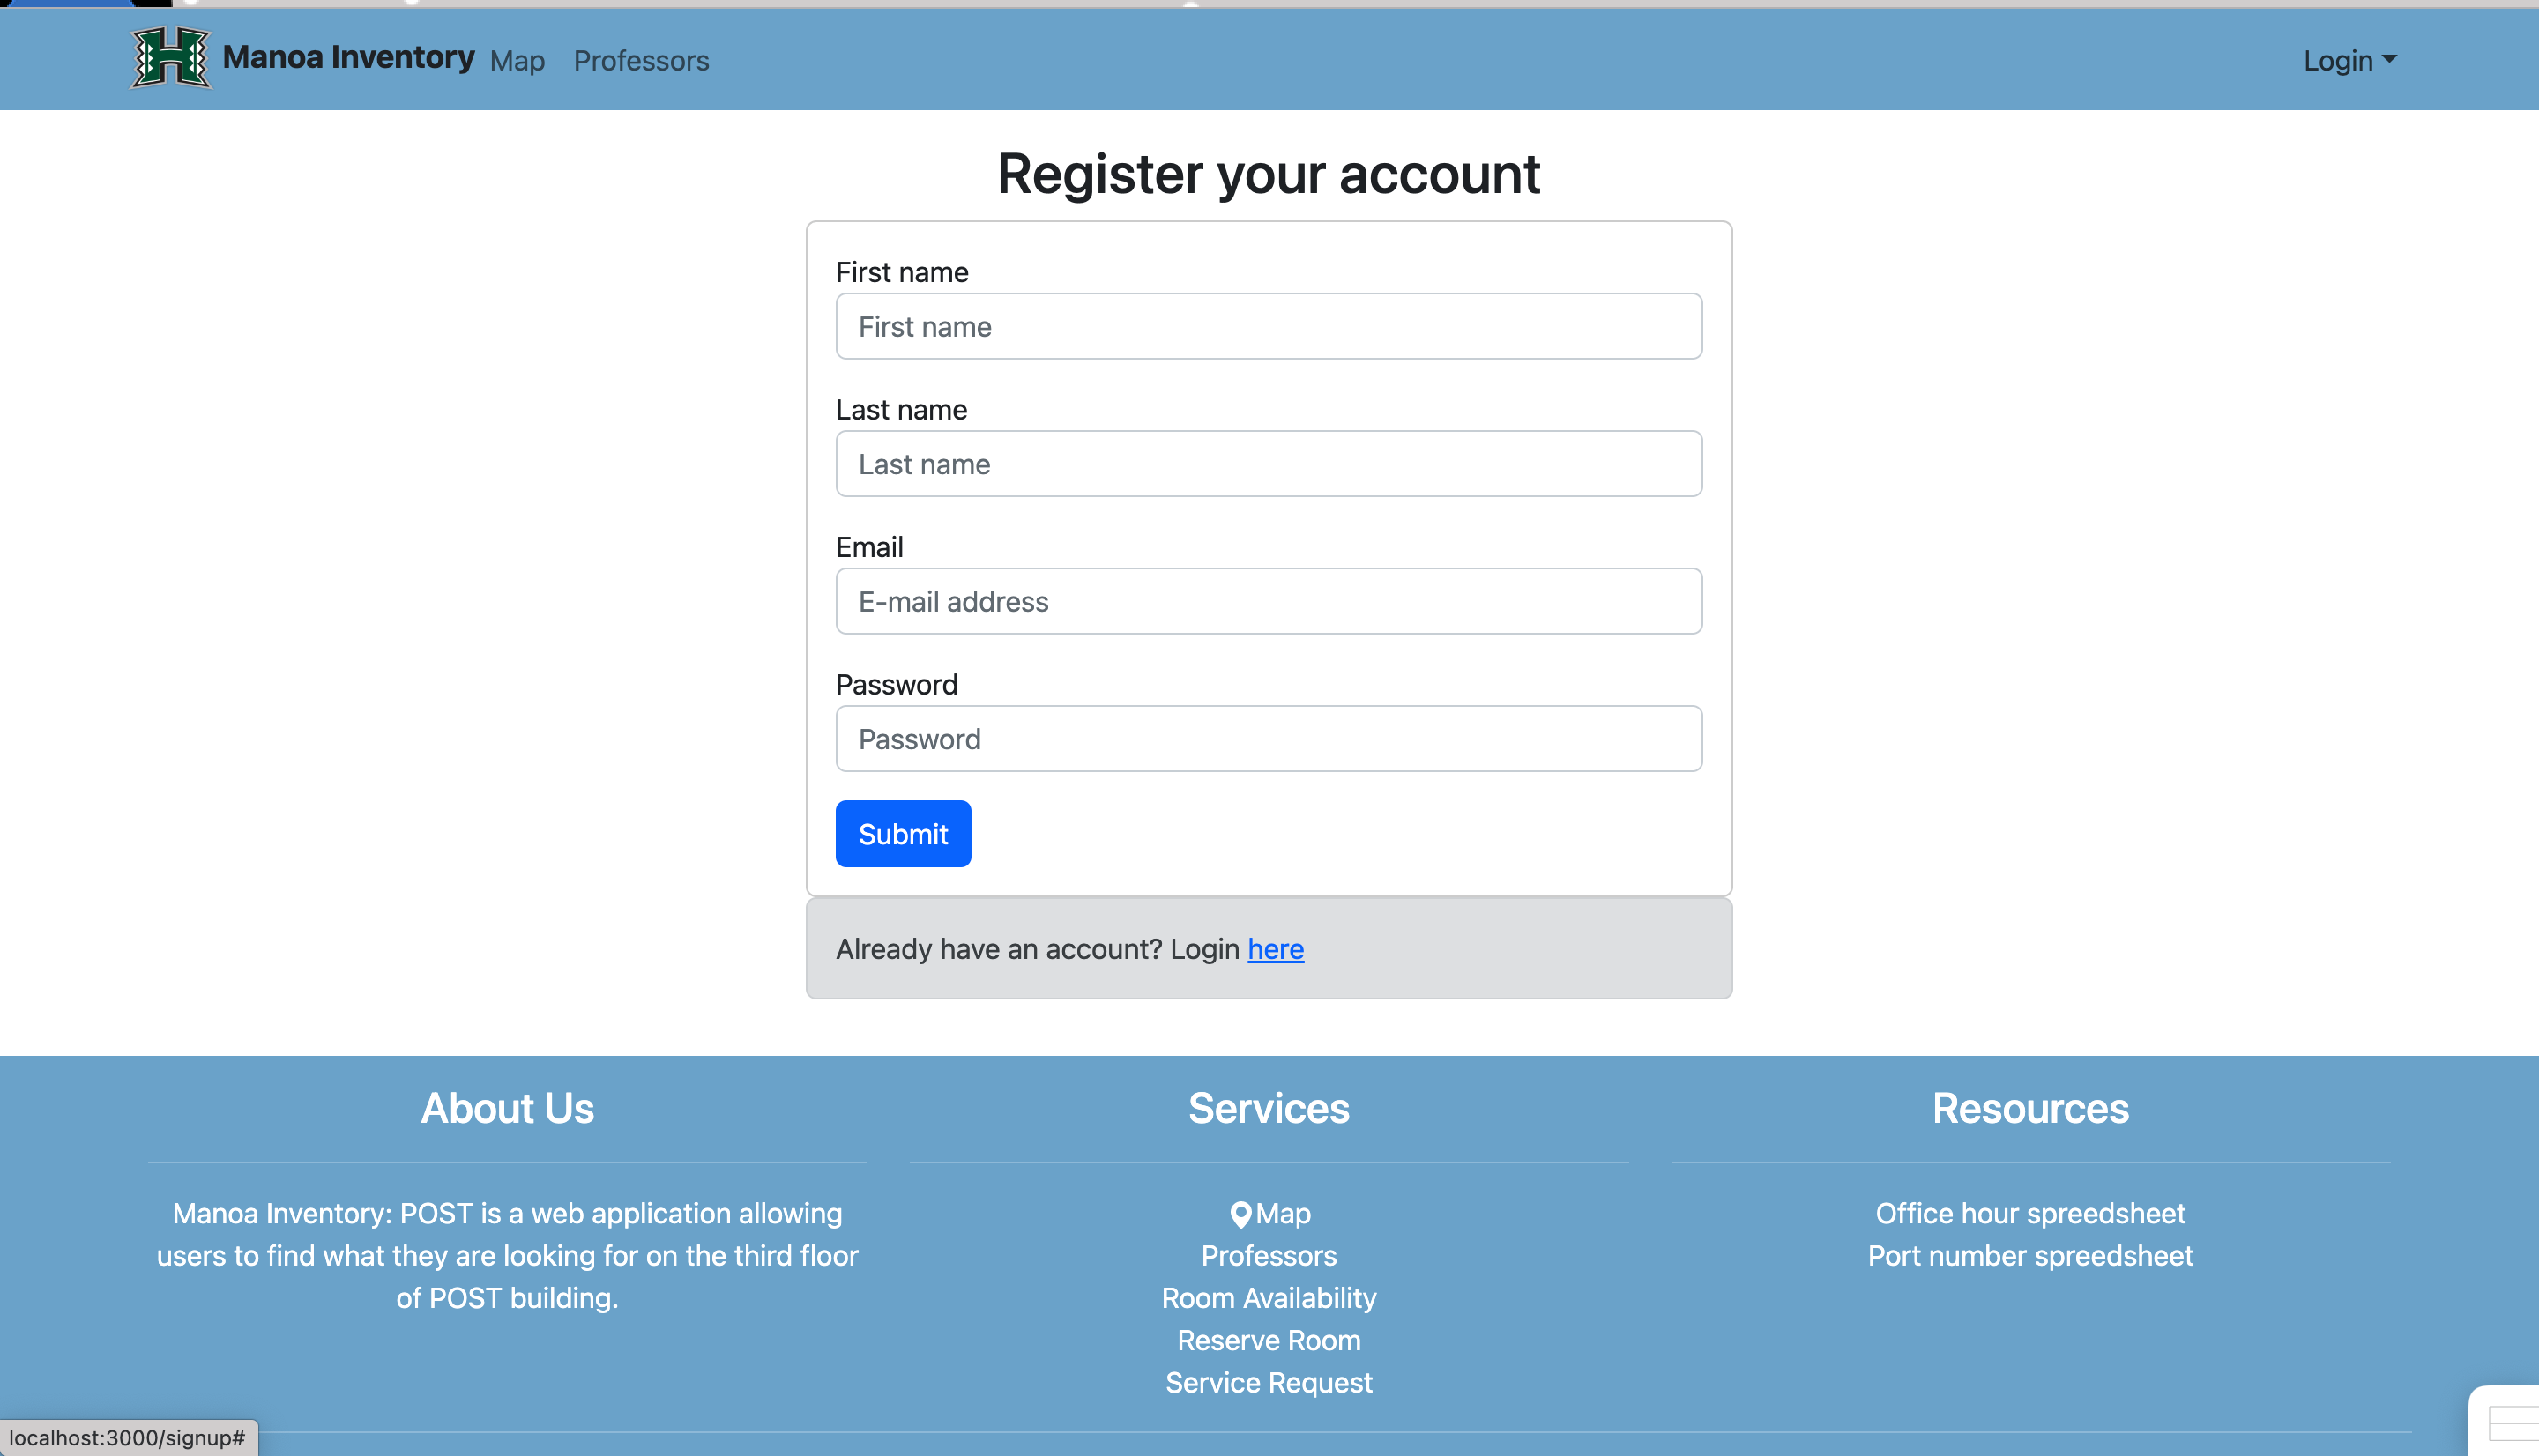 Manoa Inventory Map Professors Login
Register your account
First name
First name
Last name
Last name
Email
E-mail address
Password
Password
Submit
Already have an account? Login here
About Us
Manoa Inventory: POST is a web application allowing
users to find what they are looking for on the third floor
of POST building.
Services
Map
Professors
Room Availability
Reserve Room
Service Request
Resources
Office hour spreedsheet
Port number spreedsheet
localhost:3000/signup#